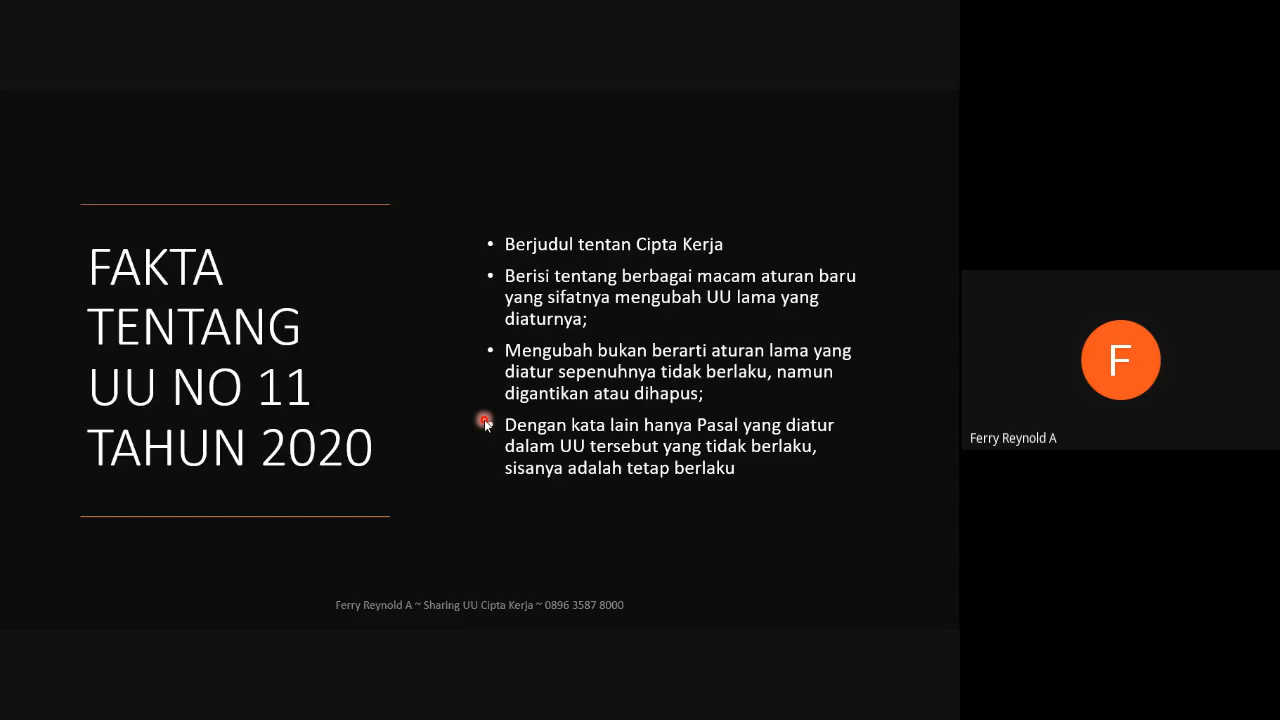 FAKTA
TENTANG
UU NO 11
TAHUN 2020
• Berjudul tentan Cipta Kerja
• Berisi tentang berbagai macam aturan baru
yang sifatnya mengubah UU lama yang
diaturnya;
• Mengubah bukan berarti aturan lama yang
diatur sepenuhnya tidak berlaku, namun
digantikan atau dihapus;
• Dengan kata lain hanya Pasal yang diatur
dalam UU tersebut yang tidak berlaku,
sisanya adalah tetap berlaku
Ferry Reynold A ~ Sharing UU Cipta Kerja ~ 0896 3587 8000
F
Ferry Reynold A